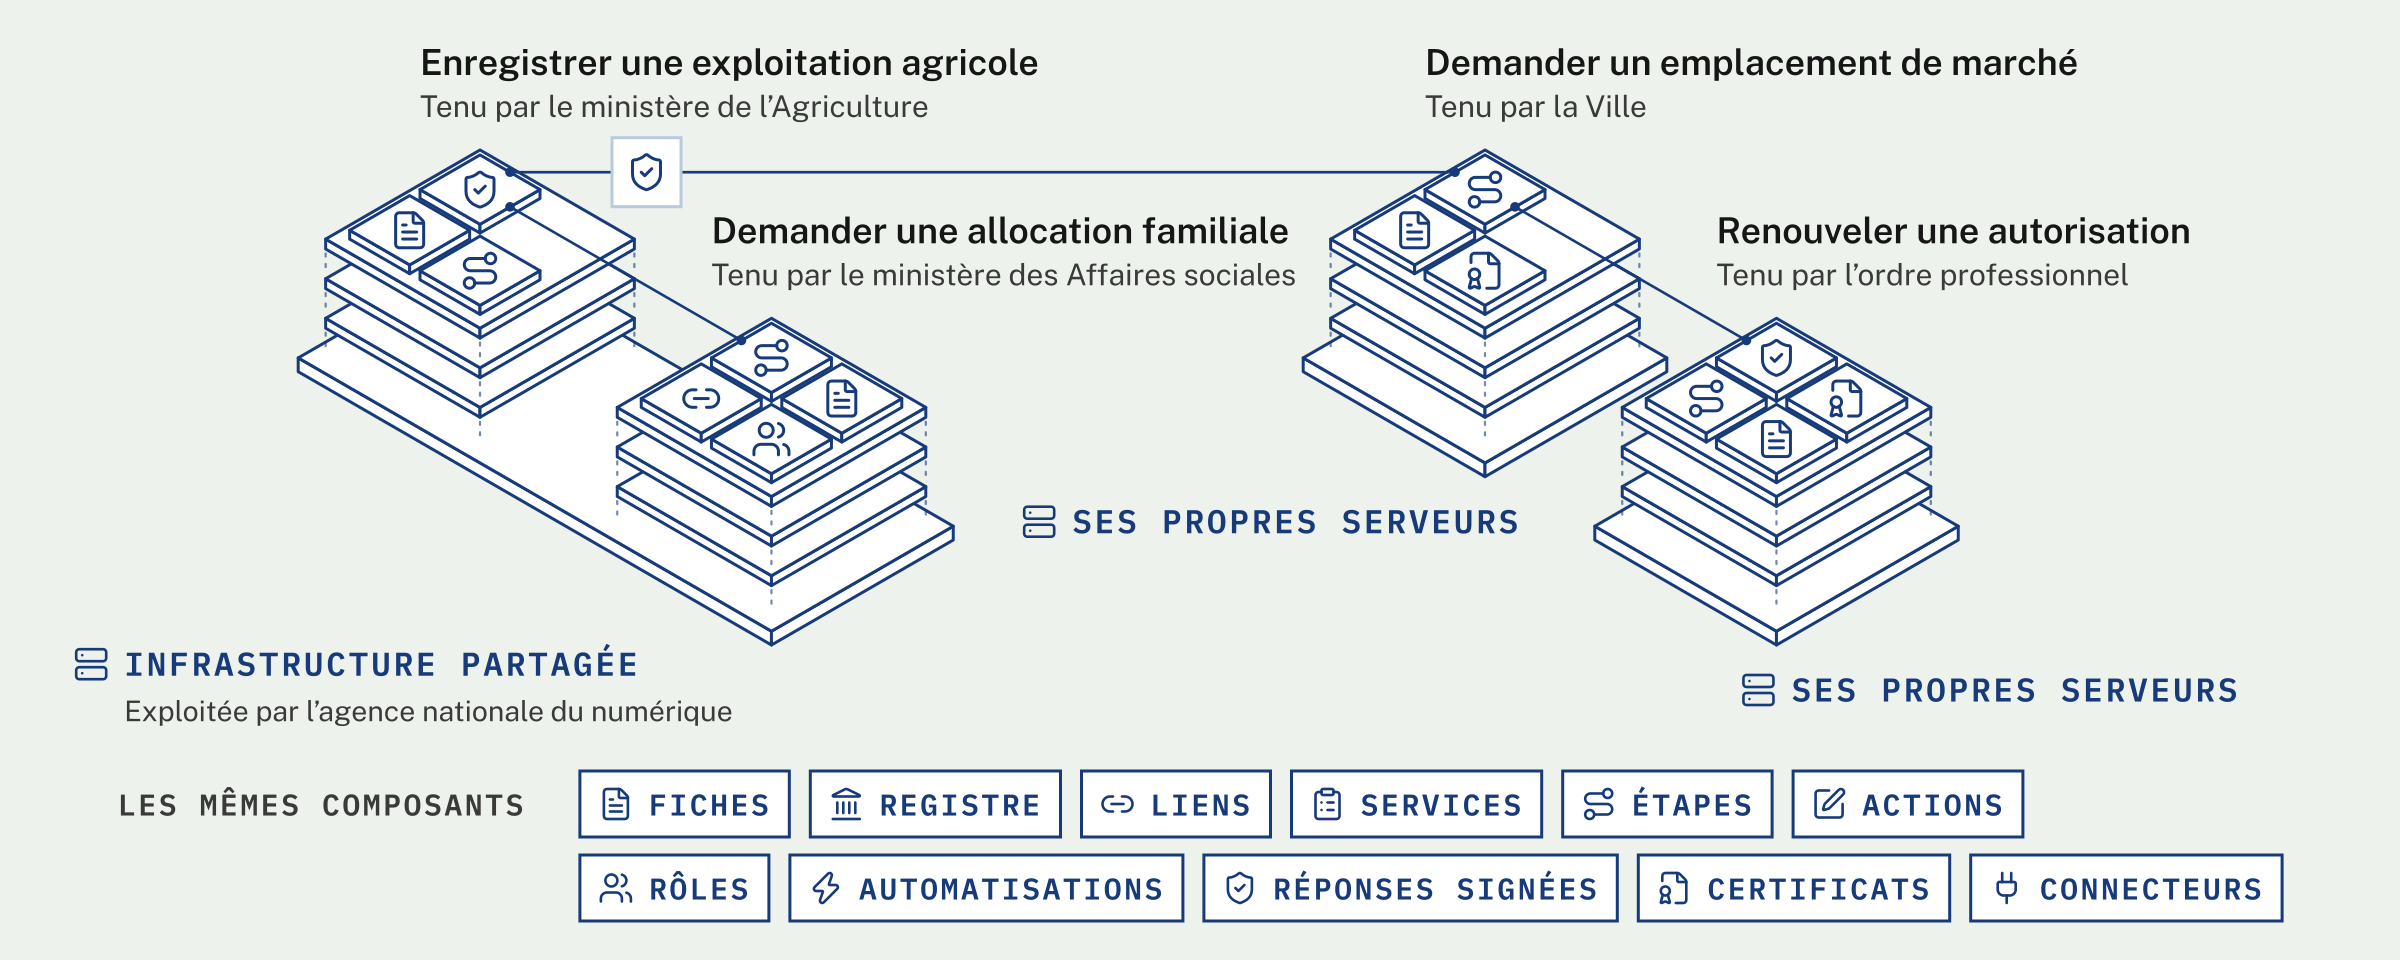 Enregistrer une exploitation agricole
Tenu par le ministère de l’Agriculture
Demander un emplacement de marché
Tenu par la Ville
Demander une allocation familiale
Tenu par le ministère des Affaires sociales
Renouveler une autorisation
Tenu par l’ordre professionnel
SES PROPRES SERVEURS
INFRASTRUCTURE PARTAGÉE
Exploitée par l’agence nationale du numérique
SES PROPRES SERVEURS
LES MÊMES COMPOSANTS
FICHES
REGISTRE
LIENS
SERVICES
ÉTAPES
ACTIONS
RÔLES
AUTOMATISATIONS
RÉPONSES SIGNÉES
CERTIFICATS
CONNECTEURS